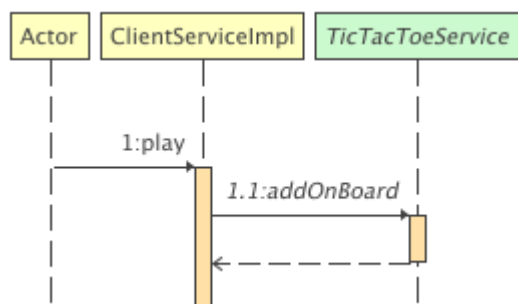 Actor
ClientServiceImpl
TicTacToeService
1:play
1.1:addOnBoard